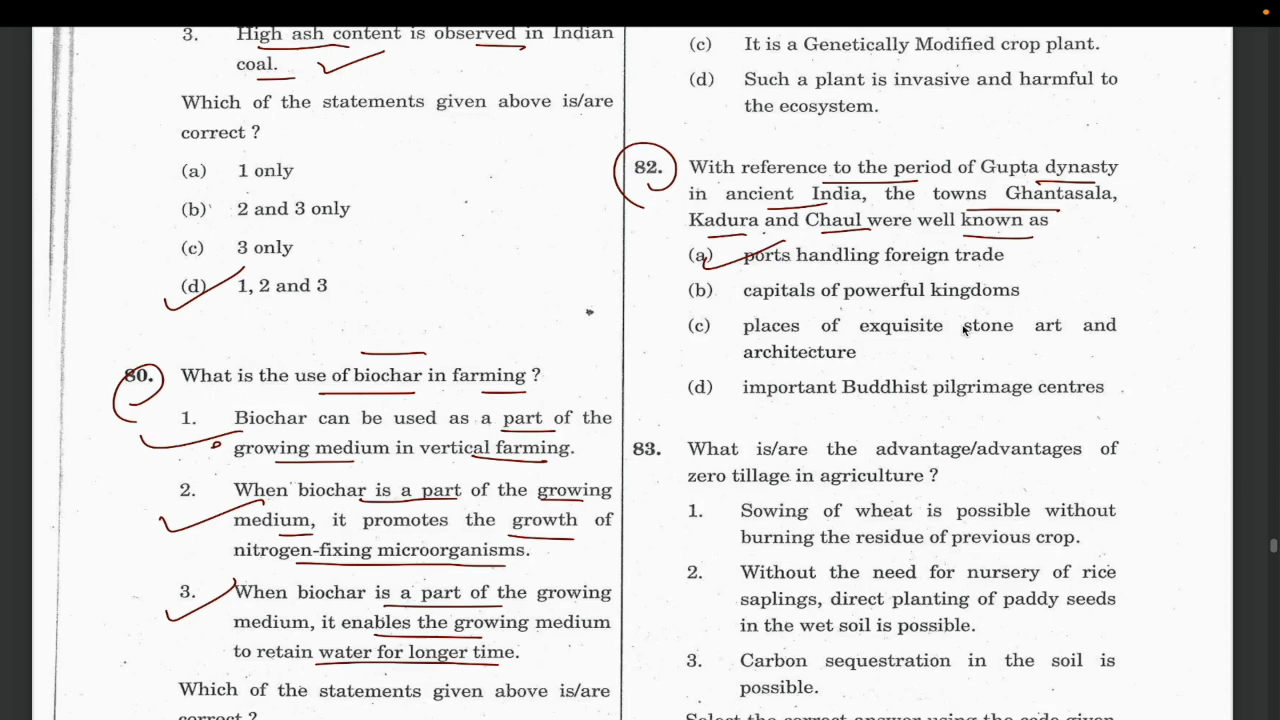 3. High ash content is observed in Indian
coal.
Which of the statements given above is/are
correct ?
(a) 1 only
(b) 2 and 3 only
(c) 3 only
(d) 1, 2 and 3
80. What is the use of biochar in farming ?
1. Biochar can be used as a part of the
growing medium in vertical farming.
2. When biochar is a part of the growing
medium, it promotes the growth of
nitrogen-fixing microorganisms.
3. When biochar is a part of the growing
medium, it enables the growing medium
to retain water for longer time.
Which of the statements given above is/are
correct ?
(c) It is a Genetically Modified crop plant.
(d) Such a plant is invasive and harmful to
the ecosystem.
82. With reference to the period of Gupta dynasty
in ancient India, the towns Ghantasala,
Kadura and Chaul were well known as
(a) ports handling foreign trade
(b) capitals of powerful kingdoms
(c) places of exquisite stone art and
architecture
(d) important Buddhist pilgrimage centres
83. What is/are the advantage/advantages of
zero tillage in agriculture ?
1. Sowing of wheat is possible without
burning the residue of previous crop.
2. Without the need for nursery of rice
saplings, direct planting of paddy seeds
in the wet soil is possible.
3. Carbon sequestration in the soil is
possible.
Select the correct answer using the code given